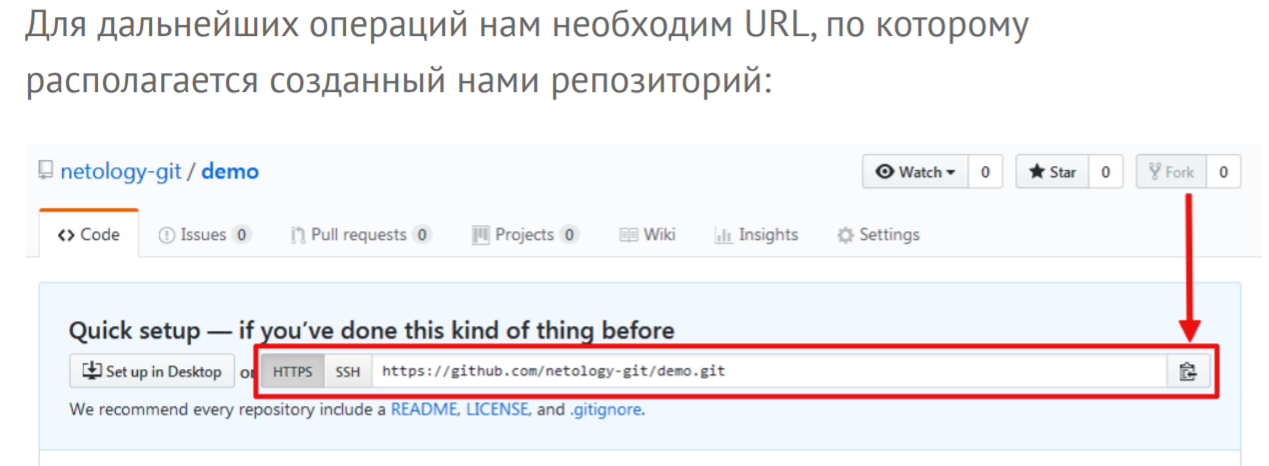 Для дальнейших операций нам необходим URL, по которому
располагается созданный нами репозиторий:
netology-git / demo
Watch 0 Star 0 Fork 0
Code Issues 0 Pull requests 0 Projects 0 Wiki Insights Settings
Quick setup — if you’ve done this kind of thing before
Set up in Desktop or HTTPS SSH https://github.com/netology-git/demo.git
We recommend every repository include a README, LICENSE, and .gitignore.